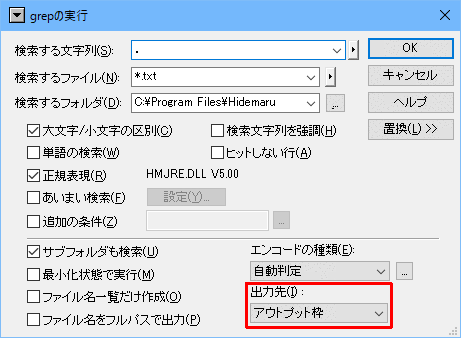 grepの実行
検索する文字列(S): .
OK
検索するファイル(N): *.txt
キャンセル
検索するフォルダ(D): C:¥Program Files¥Hidemaru ...
ヘルプ
大文字/小文字の区別(C) 検索文字列を強調(H)
置換(L) >>
単語の検索(W) ヒットしない行(A)
正規表現(R) HMJRE.DLL V5.00
あいまい検索(F) 設定(Y)...
追加の条件(Z) ...
サブフォルダも検索(U)
エンコードの種類(E):
最小化状態で実行(M)
自動判定 ...
ファイル名一覧だけ作成(O)
出力先(I) :
ファイル名をフルパスで出力(P)
アウトプット枠